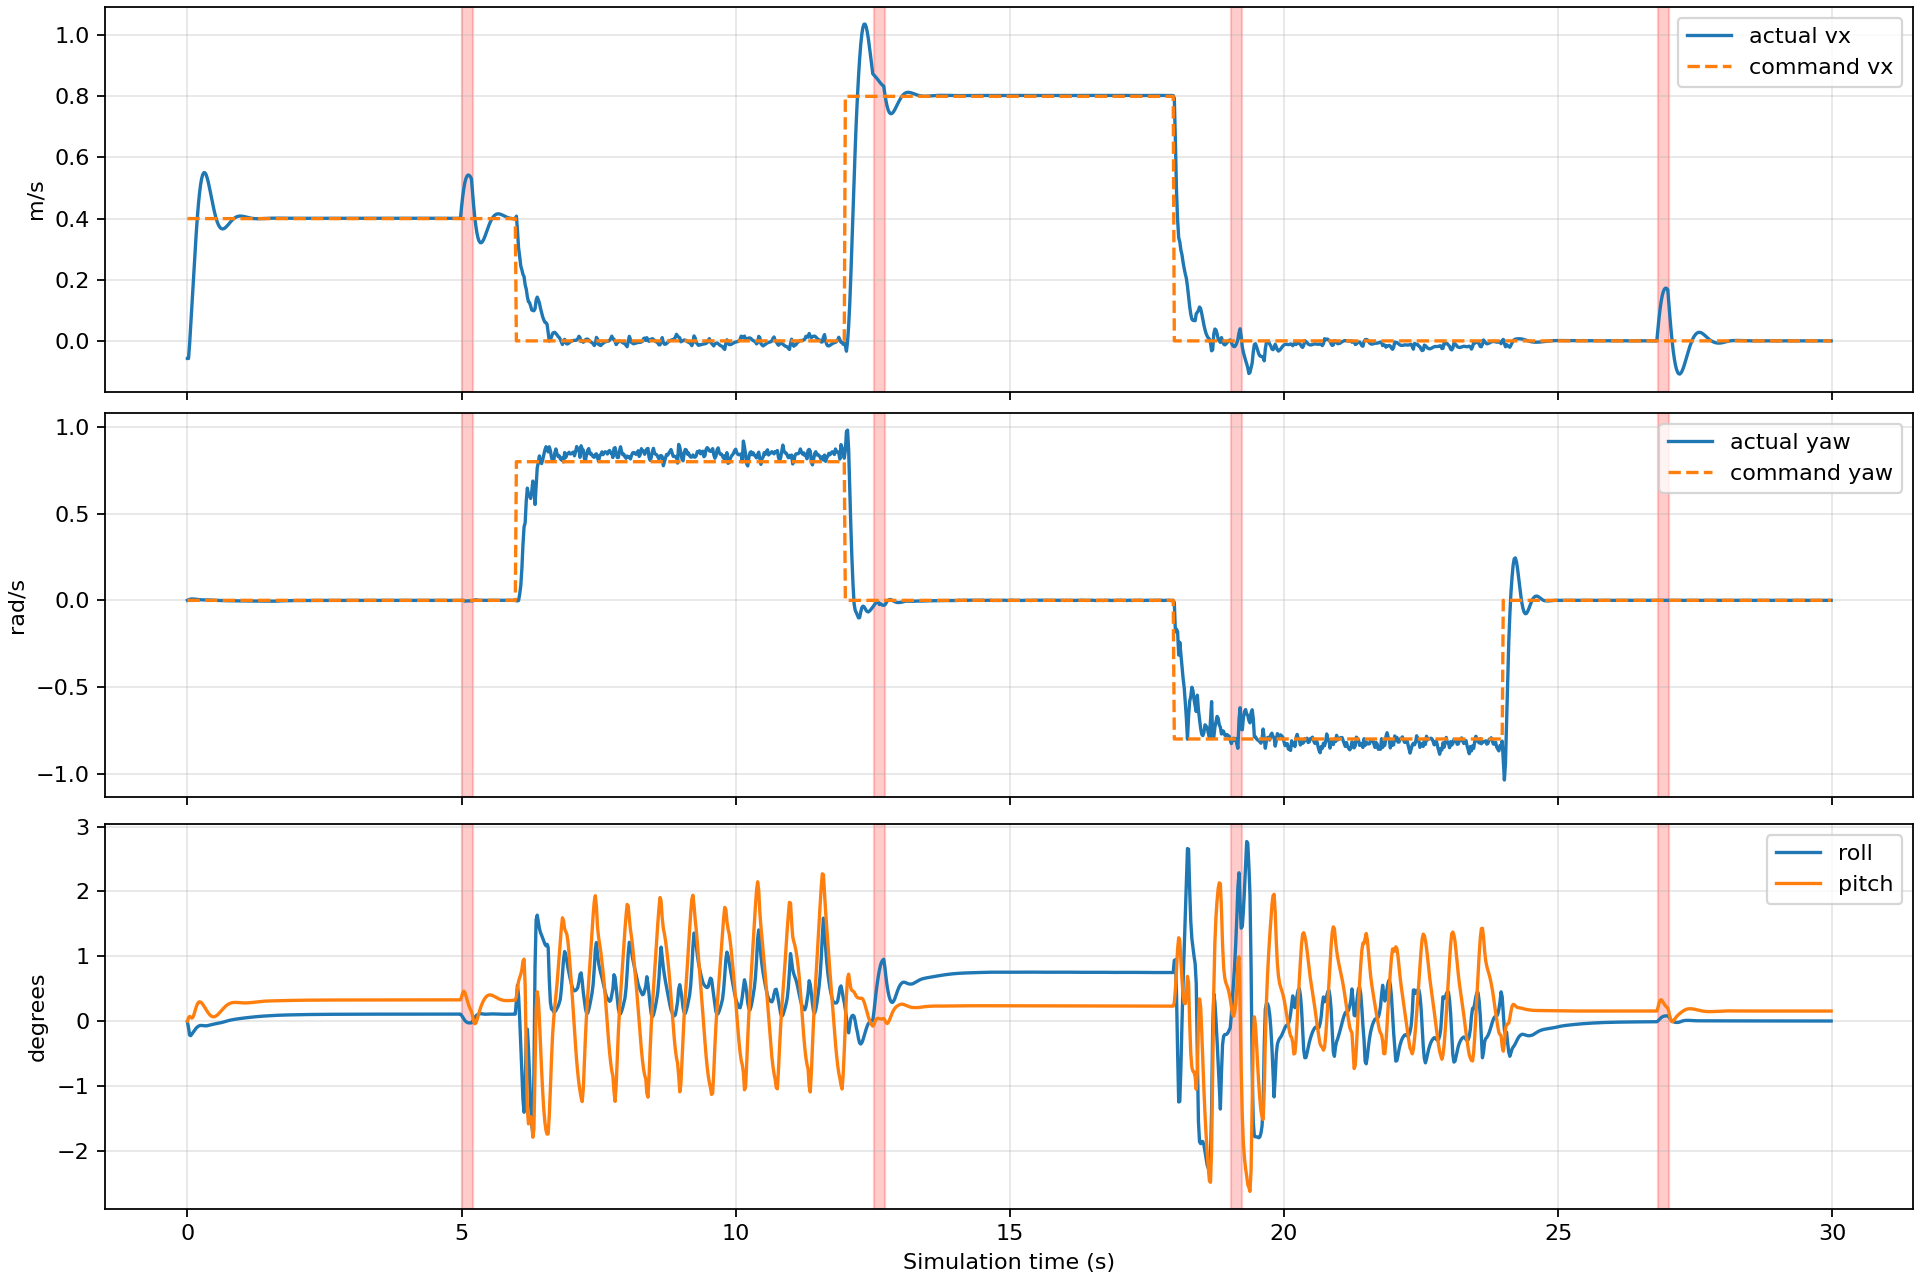 1.0
0.8
0.6
0.4
0.2
0.0
m/s
actual vx
command vx
1.0
0.5
0.0
−0.5
−1.0
rad/s
actual yaw
command yaw
3
2
1
0
−1
−2
degrees
roll
pitch
0 5 10 15 20 25 30
Simulation time (s)